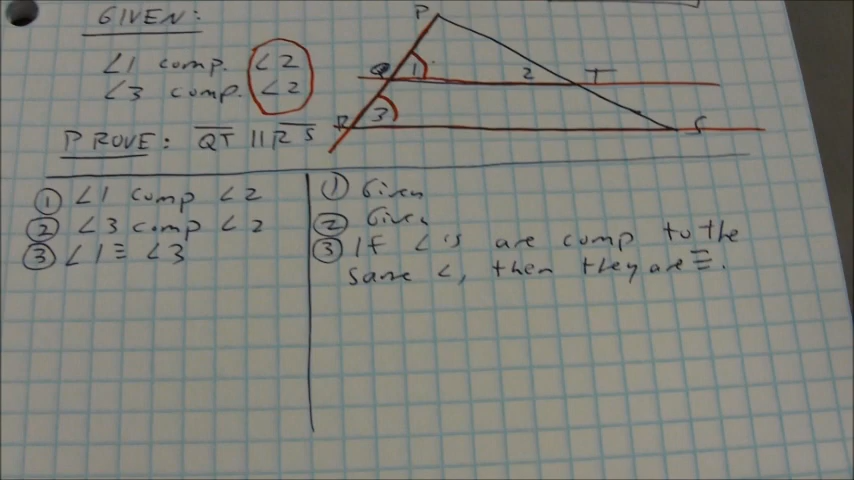 GIVEN:
∠1 comp. ∠2
∠3 comp. ∠2
PROVE: QT || RS
P
Q 1 2 T
R 3 S
① ∠1 comp ∠2
② ∠3 comp ∠2
③ ∠1 ≅ ∠3
① Given
② Given
③ If ∠'s are comp to the
same ∠, then they are ≅.